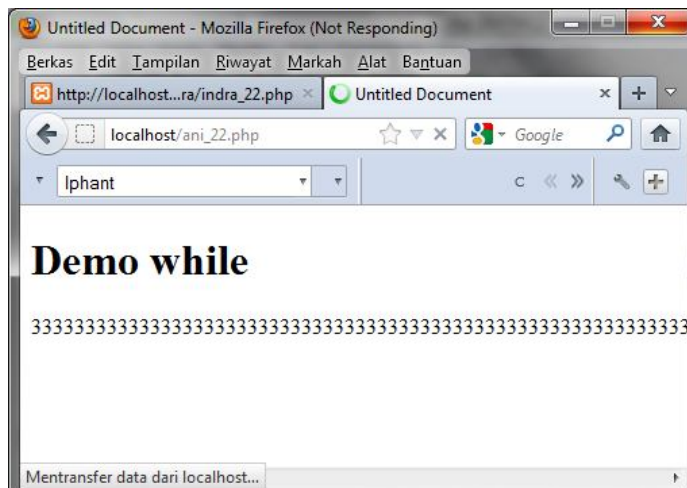 Untitled Document - Mozilla Firefox (Not Responding)
Berkas Edit Tampilan Riwayat Markah Alat Bantuan
http://localhost...ra/indra_22.php Untitled Document
localhost/ani_22.php Google
Iphant C
Demo while
333333333333333333333333333333333333333333333333333333333333
Mentransfer data dari localhost...